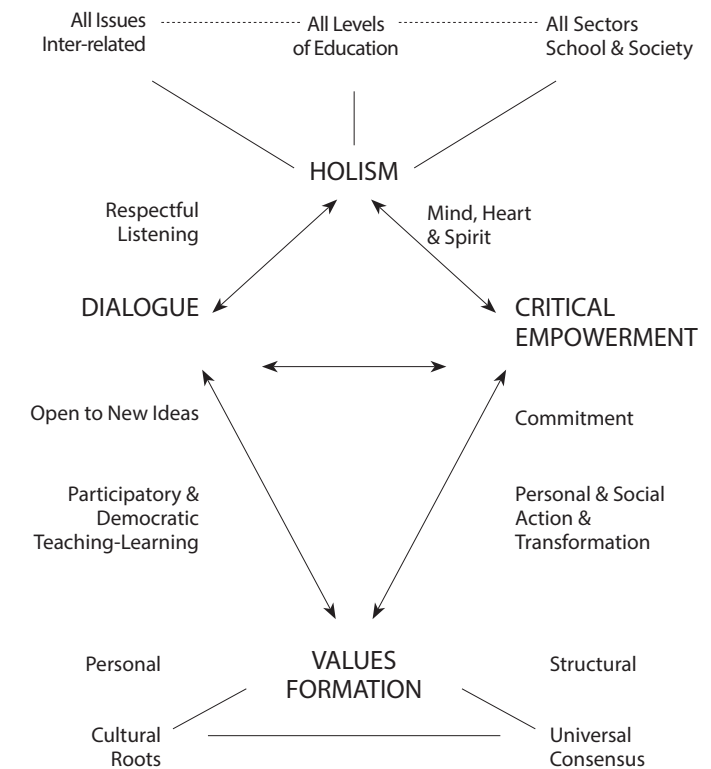 All Issues
Inter-related
All Levels
of Education
All Sectors
School & Society
HOLISM
Respectful
Listening
Mind, Heart
& Spirit
DIALOGUE
CRITICAL
EMPOWERMENT
Open to New Ideas
Commitment
Participatory &
Democratic
Teaching-Learning
Personal & Social
Action &
Transformation
Personal
VALUES
FORMATION
Structural
Cultural
Roots
Universal
Consensus